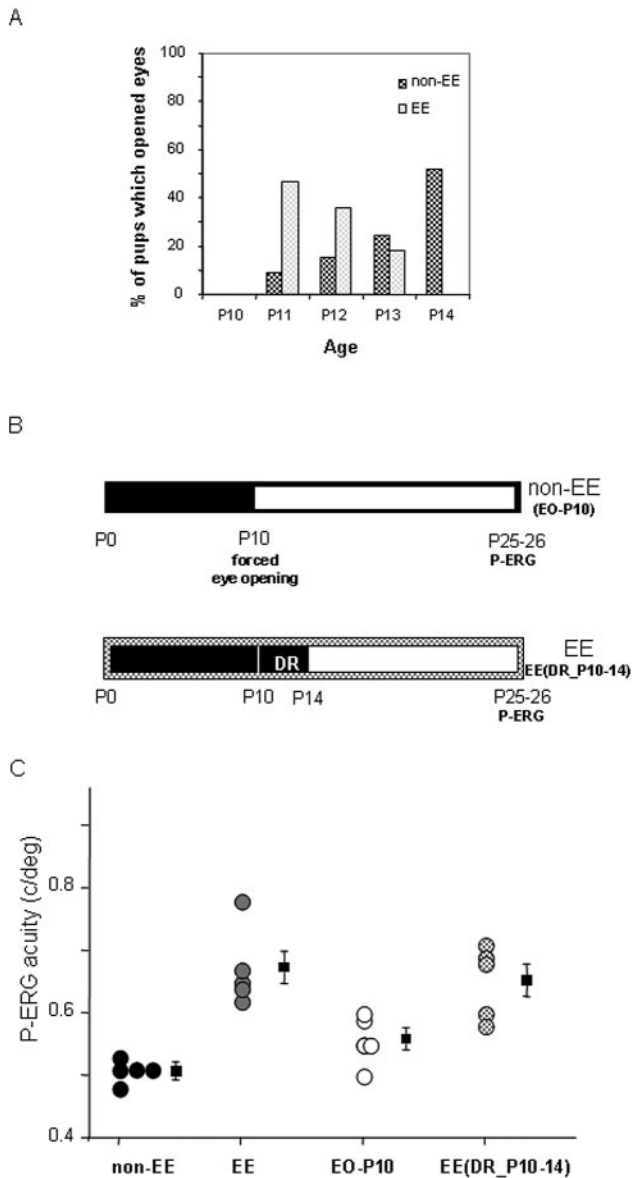 A
% of pups which opened eyes
100
80
60
40
20
0
non-EE
EE
P10 P11 P12 P13 P14
Age
B
non-EE
(EO-P10)
P0 P10 P25-26
forced P-ERG
eye opening
DR
EE
EE(DR_P10-14)
P0 P10 P14 P25-26
P-ERG
C
P-ERG acuity (c/deg)
0.8
0.6
0.4
non-EE EE EO-P10 EE(DR_P10-14)